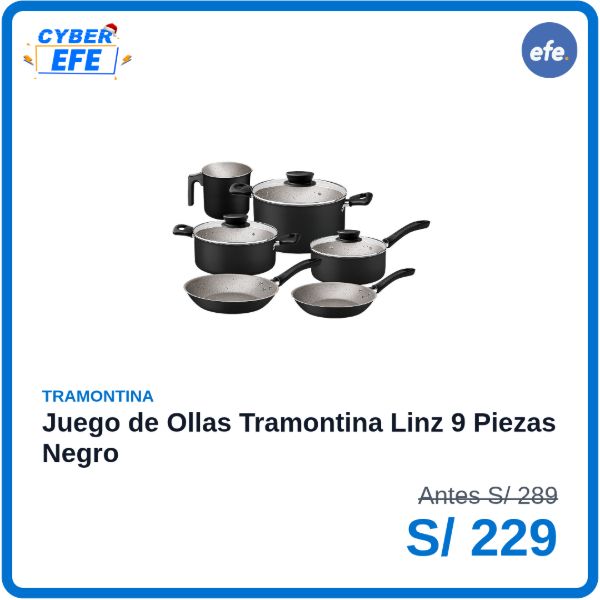 CYBER
EFE
efe.
TRAMONTINA
Juego de Ollas Tramontina Linz 9 Piezas
Negro
Antes S/ 289
S/ 229